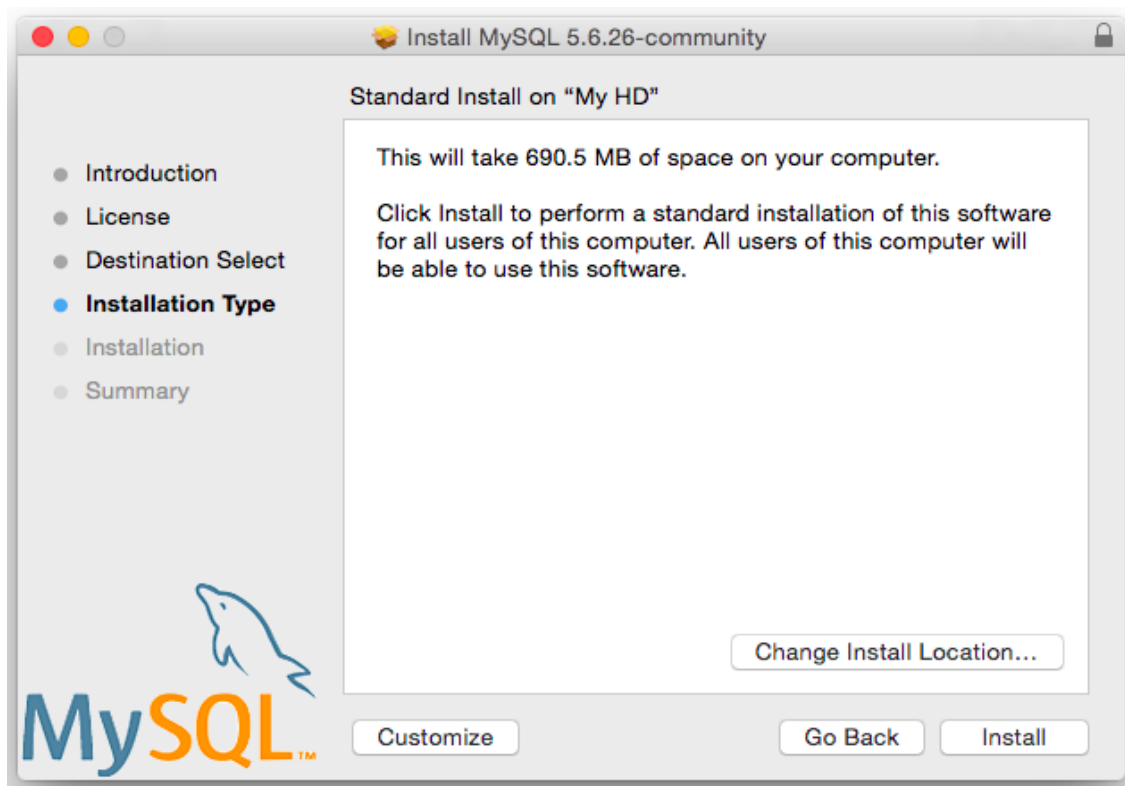 Install MySQL 5.6.26-community
Standard Install on “My HD”
Introduction
License
Destination Select
Installation Type
Installation
Summary
This will take 690.5 MB of space on your computer.
Click Install to perform a standard installation of this software
for all users of this computer. All users of this computer will
be able to use this software.
Change Install Location...
MySQL™
Customize
Go Back
Install